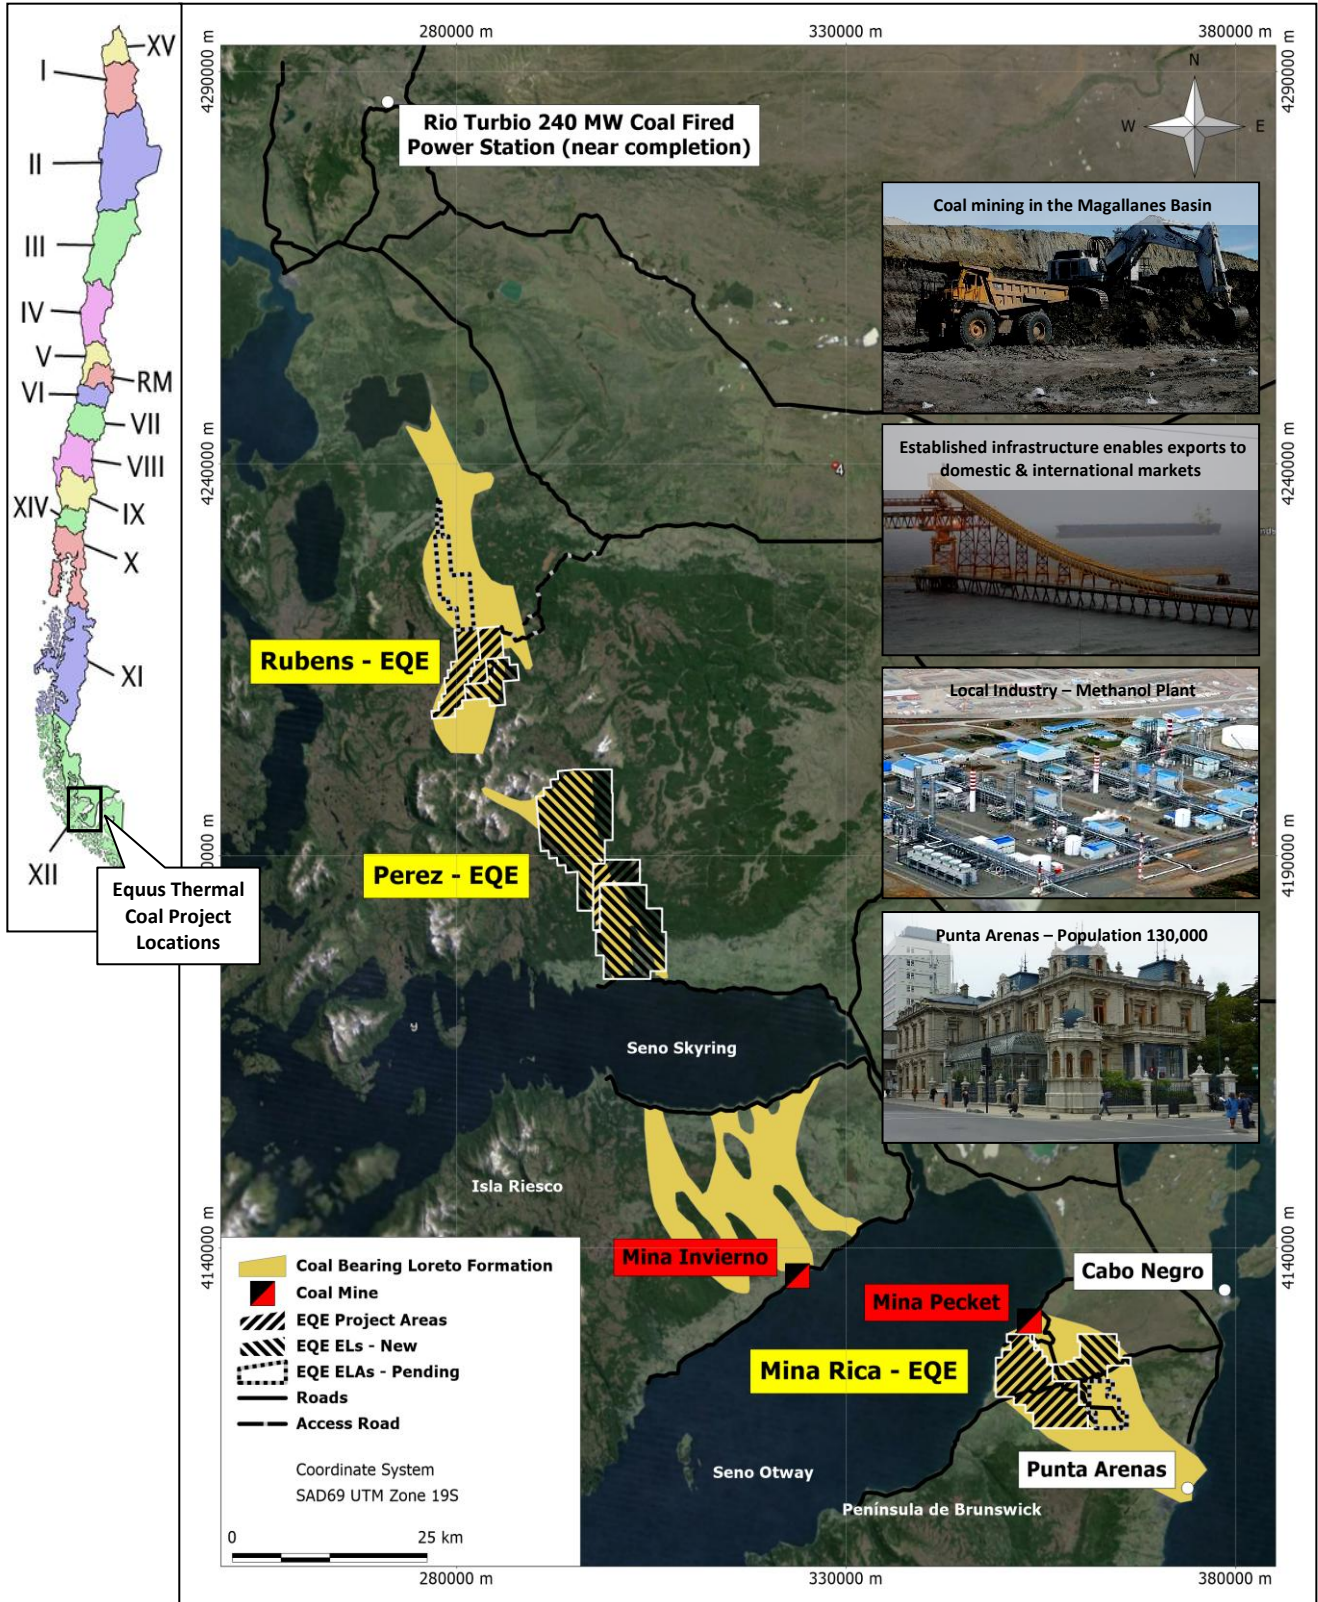 XV
I
II
III
IV
V
RM
VI
VII
VIII
IX
XIV
X
XI
XII
Equus Thermal
Coal Project
Locations
280000 m
330000 m
380000 m
4290000 m
4290000 m
N
W
E
S
Rio Turbio 240 MW Coal Fired
Power Station (near completion)
Coal mining in the Magallanes Basin
4240000 m
4240000 m
4
Established infrastructure enables exports to
domestic & international markets
Rubens - EQE
Local Industry – Methanol Plant
Perez - EQE
0000 m
4190000 m
Punta Arenas – Population 130,000
Seno Skyring
Isla Riesco
Mina Invierno
4140000 m
4140000 m
Cabo Negro
Mina Pecket
Mina Rica - EQE
Punta Arenas
Seno Otway
Península de Brunswick
Coal Bearing Loreto Formation
Coal Mine
EQE Project Areas
EQE ELs - New
EQE ELAs - Pending
Roads
Access Road
Coordinate System
SAD69 UTM Zone 19S
0
25 km
280000 m
330000 m
380000 m